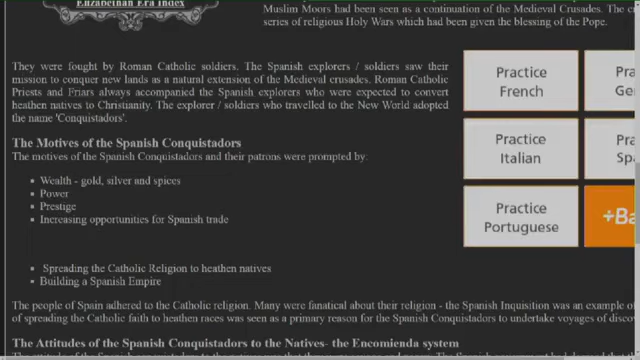 Elizabethan Era Index
Muslim Moors had been seen as a continuation of the Medieval Crusades. The
series of religious Holy Wars which had been given the blessing of the Pope.
They were fought by Roman Catholic soldiers. The Spanish explorers / soldiers saw their
mission to conquer new lands as a natural extension of the Medieval crusades. Roman Catholic
Priests and Friars always accompanied the Spanish explorers who were expected to convert
heathen natives to Christianity. The explorer / soldiers who travelled to the New World adopted
the name 'Conquistadors'.
The Motives of the Spanish Conquistadors
The motives of the Spanish Conquistadors and their patrons were prompted by:
Wealth - gold, silver and spices
Power
Prestige
Increasing opportunities for Spanish trade
Spreading the Catholic Religion to heathen natives
Building a Spanish Empire
The people of Spain adhered to the Catholic religion. Many were fanatical about their religion - the Spanish Inquisition was an example of
of spreading the Catholic faith to heathen races was seen as a primary reason for the Spanish Conquistadors to undertake voyages of
The Attitudes of the Spanish Conquistadors to the Natives- the Encomienda system
Practice
French
Practice
Italian
Practice
Portuguese